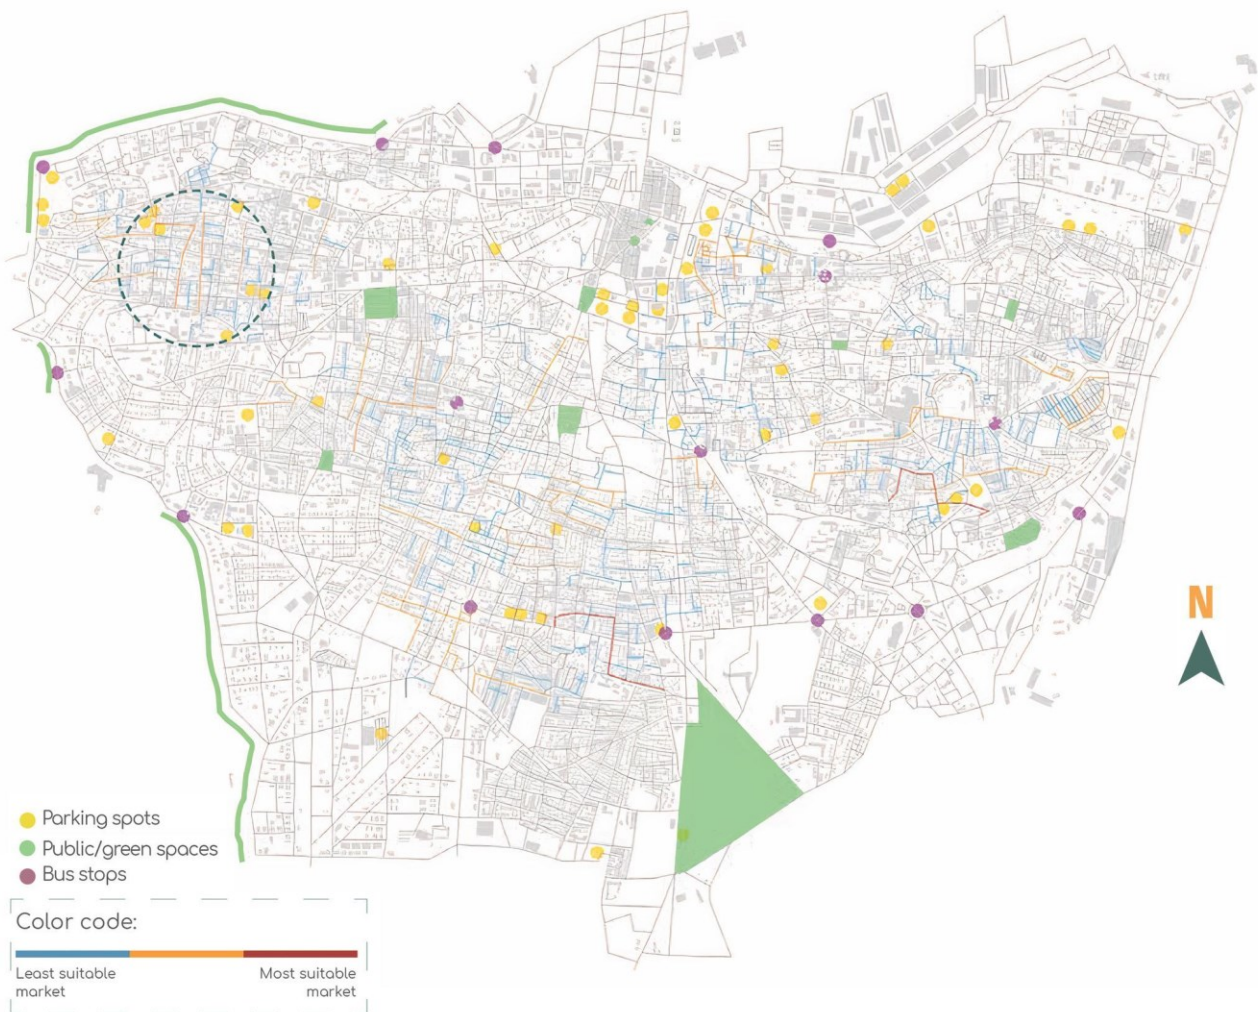 N
Parking spots
Public/green spaces
Bus stops
Color code:
Least suitable
market
Most suitable
market